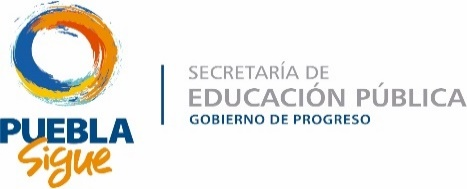 PUEBLA
Sigue
SECRETARÍA DE
EDUCACIÓN PÚBLICA
GOBIERNO DE PROGRESO